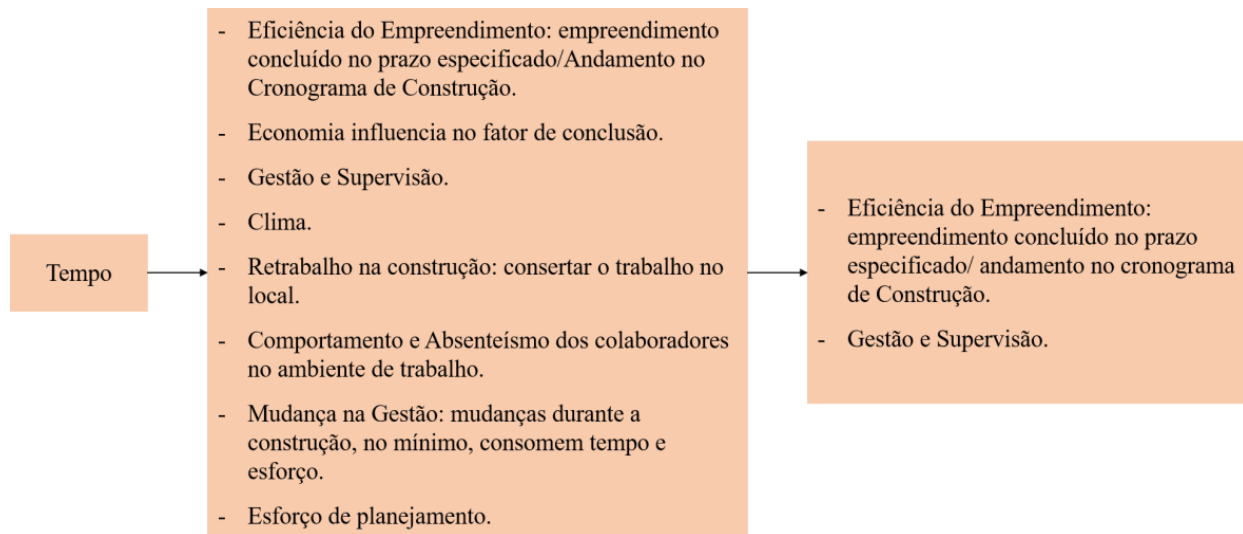 Tempo
- Eficiência do Empreendimento: empreendimento
concluído no prazo especificado/Andamento no
Cronograma de Construção.
- Economia influencia no fator de conclusão.
- Gestão e Supervisão.
- Clima.
- Retrabalho na construção: consertar o trabalho no
local.
- Comportamento e Absenteísmo dos colaboradores
no ambiente de trabalho.
- Mudança na Gestão: mudanças durante a
construção, no mínimo, consomem tempo e
esforço.
- Esforço de planejamento.
- Eficiência do Empreendimento:
empreendimento concluído no prazo
especificado/ andamento no cronograma
de Construção.
- Gestão e Supervisão.